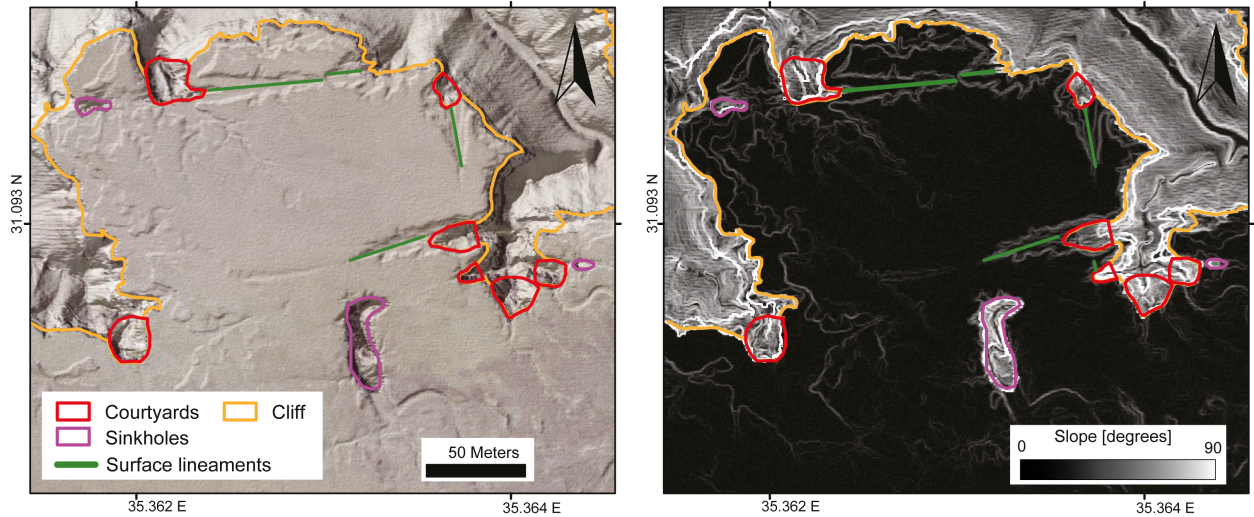 31.093 N
Courtyards
Cliff
Sinkholes
Surface lineaments
50 Meters
35.362 E
35.364 E
31.093 N
Slope [degrees]
0
90
35.362 E
35.364 E